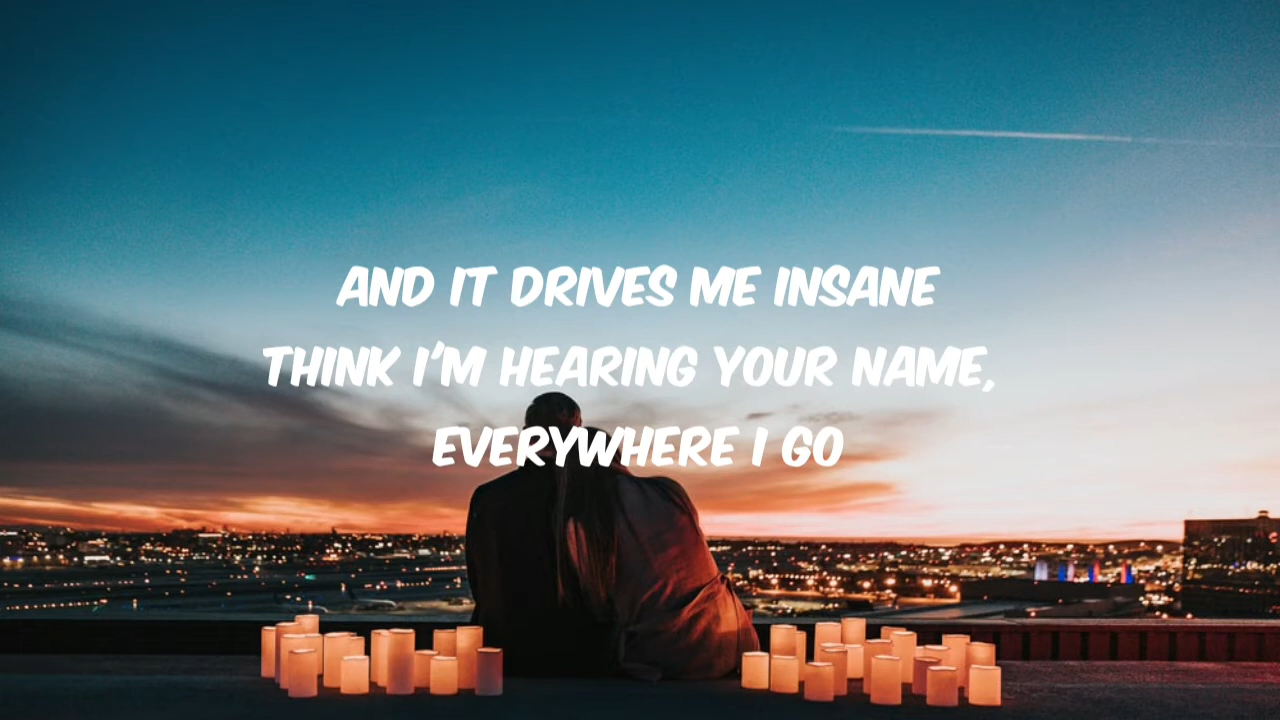 AND IT DRIVES ME INSANE
THINK I'M HEARING YOUR NAME,
EVERYWHERE I GO